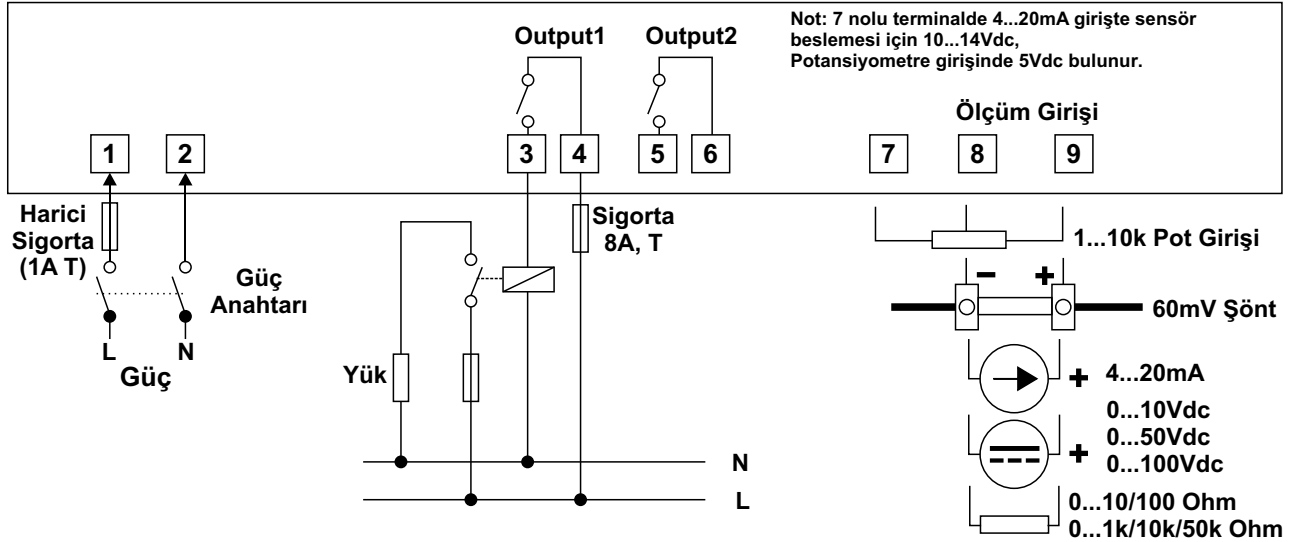 Not: 7 nolu terminalde 4...20mA girişte sensör
beslemesi için 10...14Vdc,
Potansiyometre girişinde 5Vdc bulunur.
Output1
Output2
Ölçüm Girişi
1
2
3
4
5
6
7
8
9
Harici
Sigorta
(1A T)
Güç
Anahtarı
L
N
Güç
Sigorta
8A, T
Yük
N
L
1...10k Pot Girişi
− +
60mV Şönt
+ 4...20mA
0...10Vdc
0...50Vdc
+ 0...100Vdc
0...10/100 Ohm
0...1k/10k/50k Ohm